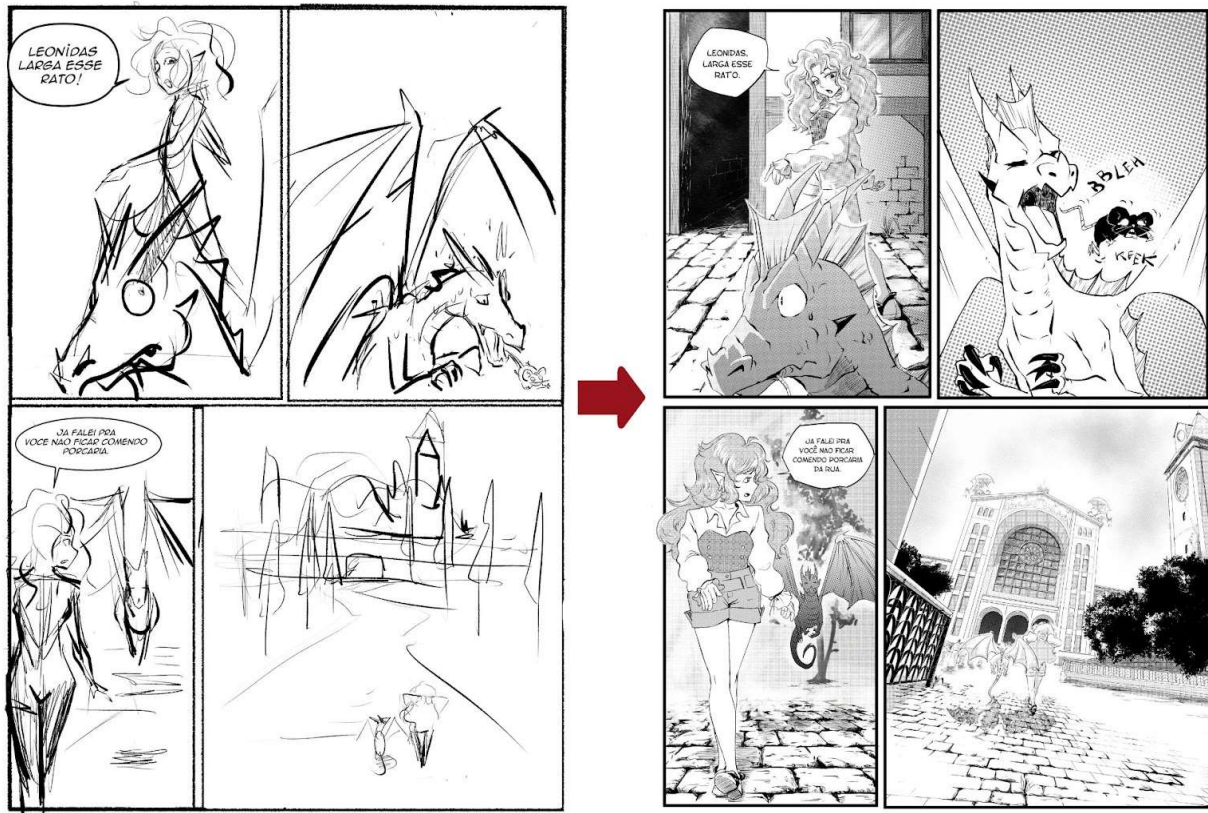 LEONÍDAS
LARGA ESSE
RATO!
JA FALEI PRA
VOCE NAO FICAR COMENDO
PORCARIA.
LEONIDAS,
LARGA ESSE
RATO.
BBLEH
KEEK
JA FALEI PRA
VOCÊ NAO FICAR
COMENDO PORCARIA
DA RUA.